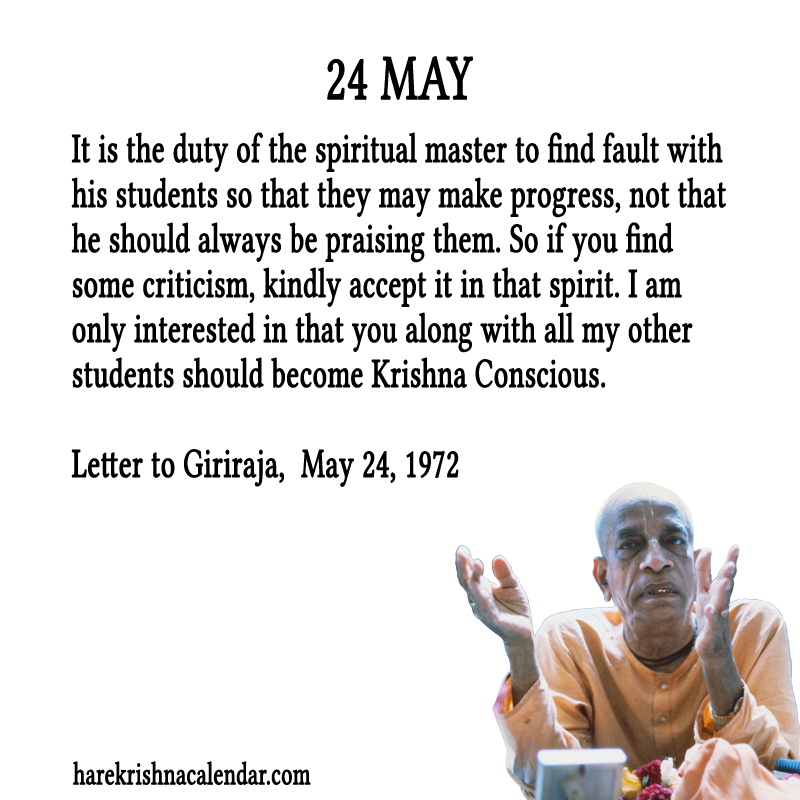 24 MAY
It is the duty of the spiritual master to find fault with
his students so that they may make progress, not that
he should always be praising them. So if you find
some criticism, kindly accept it in that spirit. I am
only interested in that you along with all my other
students should become Krishna Conscious.
Letter to Giriraja,  May 24, 1972
harekrishnacalendar.com